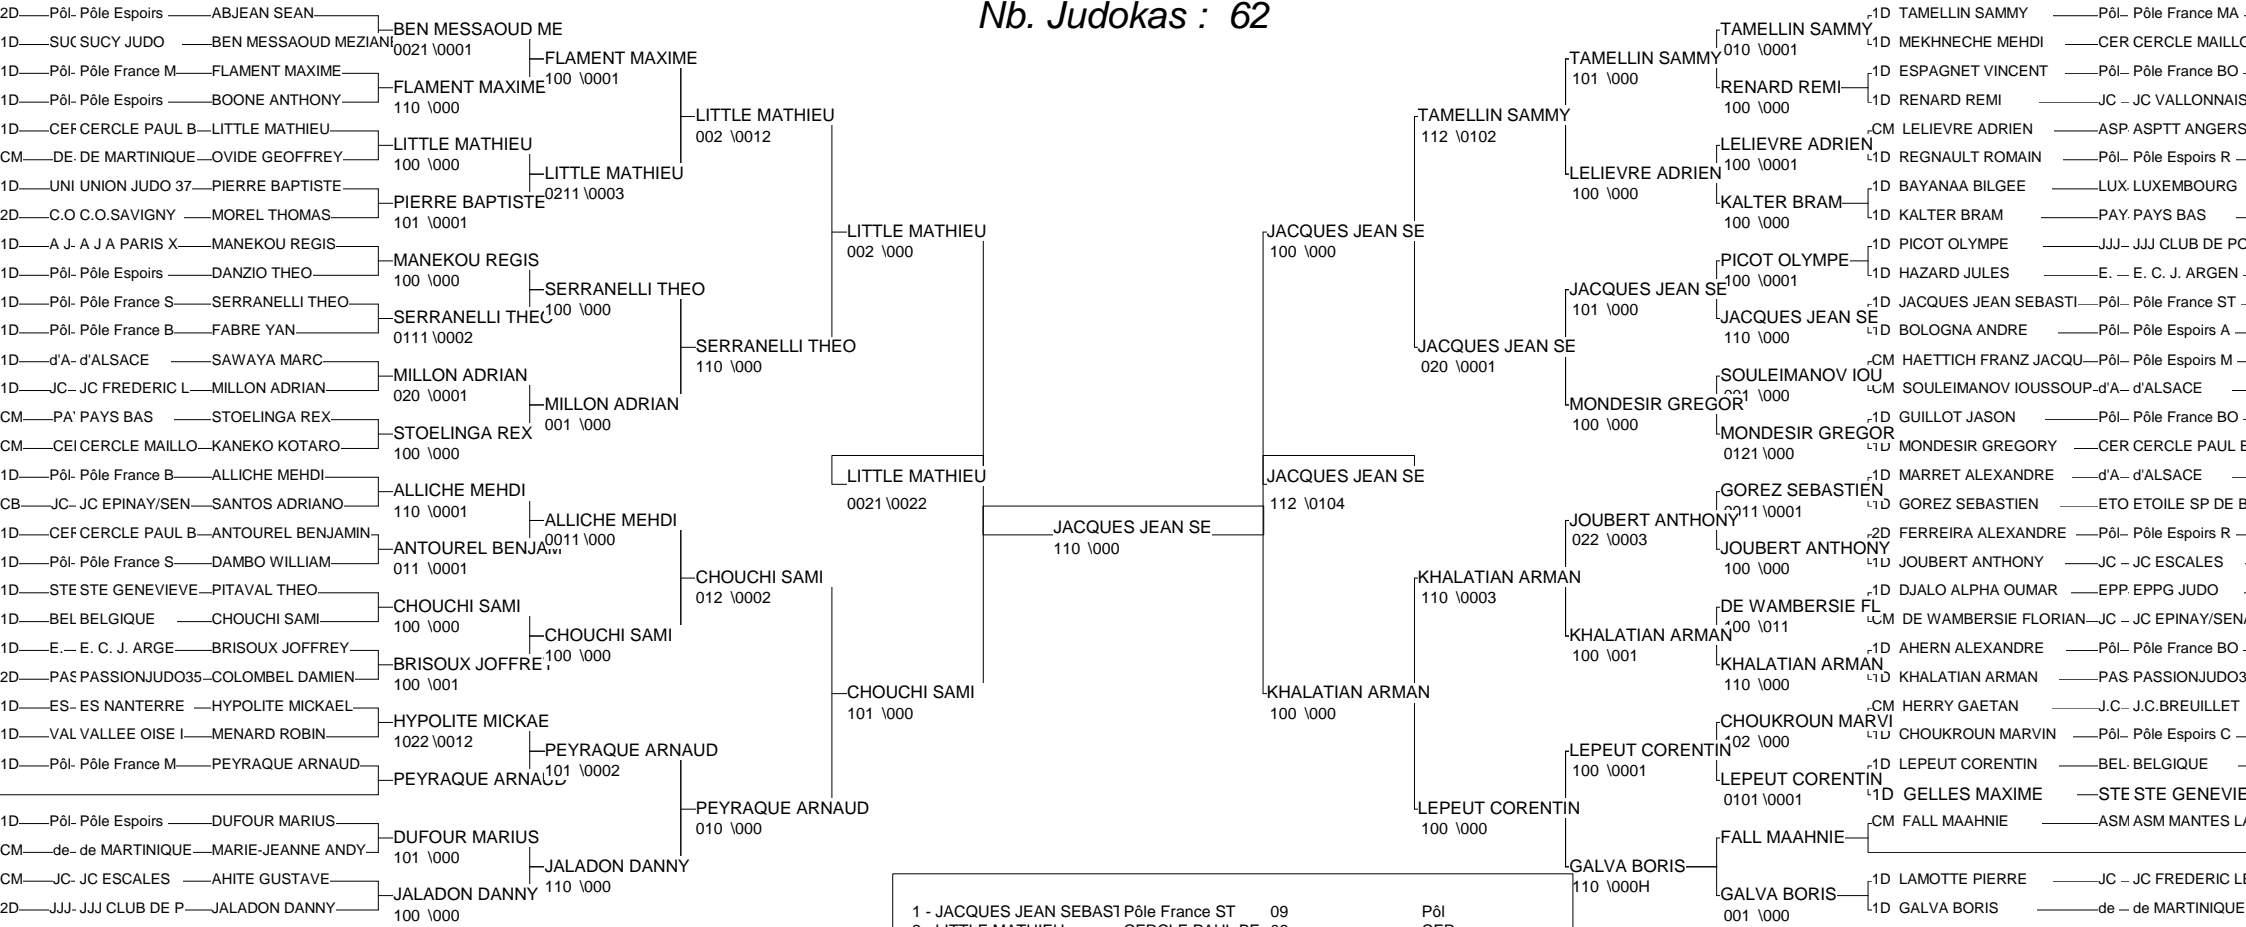 Nb. Judokas : 62
2D Pôl Pôle Espoirs ABJEAN SEAN
1D SUC SUCY JUDO BEN MESSAOUD MEZIANE
1D Pôl Pôle France M FLAMENT MAXIME
1D Pôl Pôle Espoirs BOONE ANTHONY
1D CER CERCLE PAUL B LITTLE MATHIEU
CM DE DE MARTINIQUE OVIDE GEOFFREY
1D UNI UNION JUDO 37 PIERRE BAPTISTE
2D C.O C.O.SAVIGNY MOREL THOMAS
1D A J A J A PARIS X MANEKOU REGIS
1D Pôl Pôle Espoirs DANZIO THEO
1D Pôl Pôle France S SERRANELLI THEO
1D Pôl Pôle France B FABRE YAN
1D d'A d'ALSACE SAWAYA MARC
1D JC JC FREDERIC L MILLON ADRIAN
CM PA PAYS BAS STOELINGA REX
CM CEI CERCLE MAILLO KANEKO KOTARO
1D Pôl Pôle France B ALLICHE MEHDI
CB JC JC EPINAY/SEN SANTOS ADRIANO
1D CER CERCLE PAUL B ANTOUREL BENJAMIN
1D Pôl Pôle France S DAMBO WILLIAM
1D STE STE GENEVIEVE PITAVAL THEO
1D BEL BELGIQUE CHOUCHI SAMI
1D E. E. C. J. ARGE BRISOUX JOFFREY
2D PAS PASSIONJUDO35 COLOMBEL DAMIEN
1D ES ES NANTERRE HYPOLITE MICKAEL
1D VAL VALLEE OISE I MENARD ROBIN
1D Pôl Pôle France M PEYRAQUE ARNAUD
1D Pôl Pôle Espoirs DUFOUR MARIUS
CM de de MARTINIQUE MARIE-JEANNE ANDY
CM JC JC ESCALES AHITE GUSTAVE
2D JJJ JJJ CLUB DE P JALADON DANNY
BEN MESSAOUD ME
0021 \0001
FLAMENT MAXIME
110 \000
LITTLE MATHIEU
100 \000
PIERRE BAPTISTE
101 \0001
MANEKOU REGIS
100 \000
SERRANELLI THEO
0111 \0002
MILLON ADRIAN
020 \0001
STOELINGA REX
100 \000
ALLICHE MEHDI
110 \0001
ANTOUREL BENJAM
011 \0001
CHOUCHI SAMI
100 \000
BRISOUX JOFFREY
100 \001
HYPOLITE MICKAE
1022 \0012
PEYRAQUE ARNAUD
DUFOUR MARIUS
101 \000
JALADON DANNY
100 \000
FLAMENT MAXIME
100 \0001
LITTLE MATHIEU
0211 \0003
SERRANELLI THEO
100 \000
MILLON ADRIAN
001 \000
ALLICHE MEHDI
0011 \000
CHOUCHI SAMI
100 \000
PEYRAQUE ARNAUD
101 \0002
JALADON DANNY
110 \000
LITTLE MATHIEU
002 \0012
SERRANELLI THEO
110 \000
CHOUCHI SAMI
012 \0002
PEYRAQUE ARNAUD
010 \000
LITTLE MATHIEU
002 \000
LITTLE MATHIEU
0021 \0022
CHOUCHI SAMI
101 \000
JACQUES JEAN SE
110 \000
JACQUES JEAN SE
100 \000
JACQUES JEAN SE
112 \0104
KHALATIAN ARMAN
100 \000
TAMELLIN SAMMY
112 \0102
JACQUES JEAN SE
020 \0001
KHALATIAN ARMAN
110 \0003
LEPEUT CORENTIN
100 \000
TAMELLIN SAMMY
101 \000
LELIEVRE ADRIEN
100 \000
JACQUES JEAN SE
101 \000
MONDESIR GREGOR
100 \000
JOUBERT ANTHONY
022 \0003
KHALATIAN ARMAN
100 \001
LEPEUT CORENTIN
100 \0001
GALVA BORIS
110 \000H
TAMELLIN SAMMY
010 \0001
RENARD REMI
100 \000
LELIEVRE ADRIEN
100 \0001
KALTER BRAM
100 \000
PICOT OLYMPE
100 \0001
JACQUES JEAN SE
110 \000
SOULEIMANOV IOU
001 \000
MONDESIR GREGOR
0121 \000
GOREZ SEBASTIEN
0011 \0001
JOUBERT ANTHONY
100 \000
DE WAMBERSIE FL
100 \011
KHALATIAN ARMAN
110 \000
CHOUKROUN MARVI
102 \000
LEPEUT CORENTIN
0101 \0001
FALL MAAHNIE
GALVA BORIS
001 \000
1D TAMELLIN SAMMY Pôl Pôle France MA
1D MEKHNECHE MEHDI CER CERCLE MAILLO
1D ESPAGNET VINCENT Pôl Pôle France BO
1D RENARD REMI JC JC VALLONNAIS
CM LELIEVRE ADRIEN ASP ASPTT ANGERS
1D REGNAULT ROMAIN Pôl Pôle Espoirs R
1D BAYANAA BILGEE LUX LUXEMBOURG
1D KALTER BRAM PAY PAYS BAS
1D PICOT OLYMPE JJJ JJJ CLUB DE PO
1D HAZARD JULES E. E. C. J. ARGEN
1D JACQUES JEAN SEBASTI Pôl Pôle France ST
1D BOLOGNA ANDRE Pôl Pôle Espoirs A
CM HAETTICH FRANZ JACQU Pôl Pôle Espoirs M
CM SOULEIMANOV IOUSSOUP d'A d'ALSACE
1D GUILLOT JASON Pôl Pôle France BO
1D MONDESIR GREGORY CER CERCLE PAUL B
1D MARRET ALEXANDRE d'A d'ALSACE
1D GOREZ SEBASTIEN ETO ETOILE SP DE B
2D FERREIRA ALEXANDRE Pôl Pôle Espoirs R
1D JOUBERT ANTHONY JC JC ESCALES
1D DJALO ALPHA OUMAR EPP EPPG JUDO
CM DE WAMBERSIE FLORIAN JC JC EPINAY/SENA
1D AHERN ALEXANDRE Pôl Pôle France BO
1D KHALATIAN ARMAN PAS PASSIONJUDO3
CM HERRY GAETAN J.C J.C.BREUILLET
1D CHOUKROUN MARVIN Pôl Pôle Espoirs C
1D LEPEUT CORENTIN BEL BELGIQUE
1D GELLES MAXIME STE STE GENEVIE
CM FALL MAAHNIE ASM ASM MANTES LA
1D LAMOTTE PIERRE JC JC FREDERIC LE
1D GALVA BORIS de de MARTINIQUE
1 - JACQUES JEAN SEBAST Pôle France ST 09 Pôl